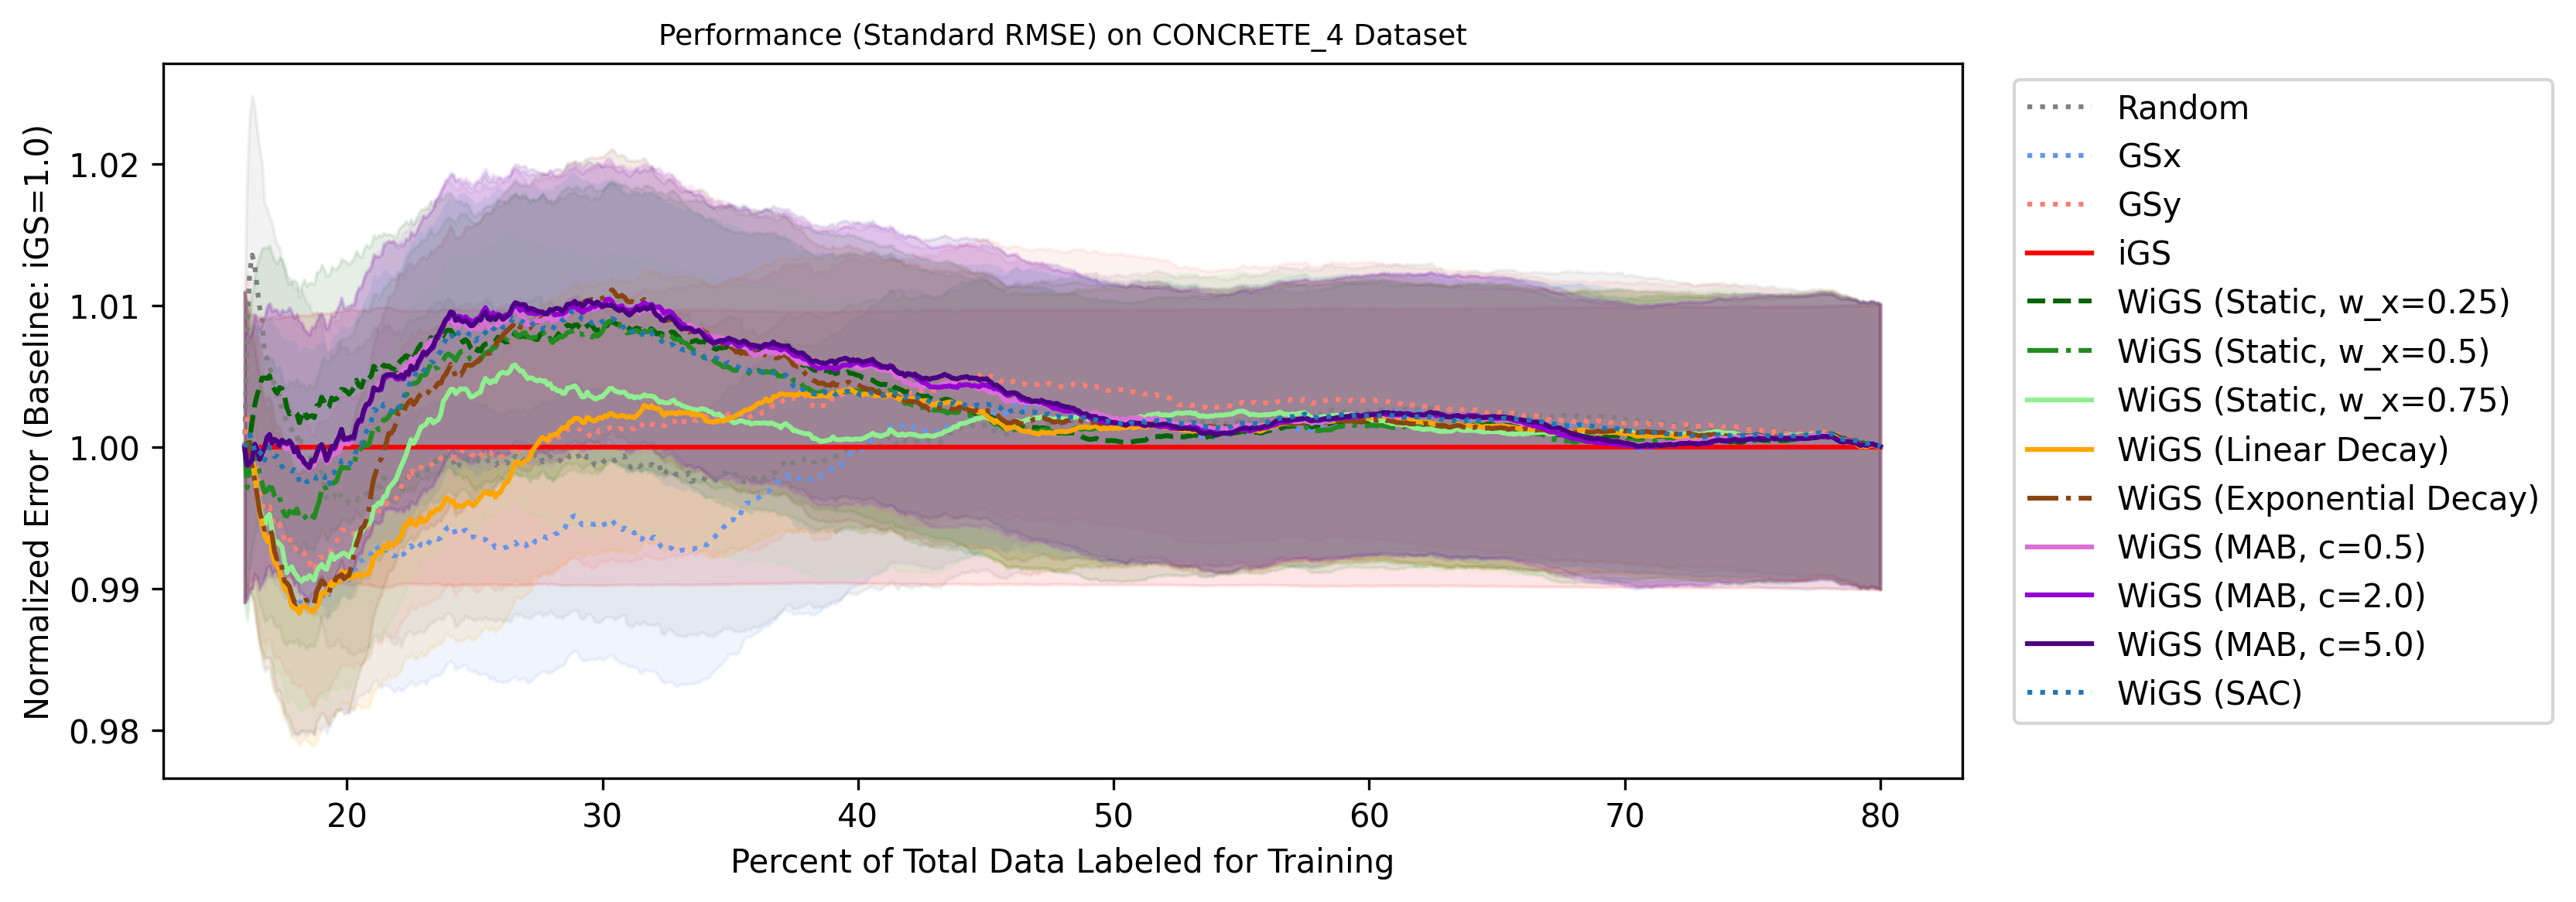 Performance (Standard RMSE) on CONCRETE_4 Dataset
Normalized Error (Baseline: iGS=1.0)
1.02
1.01
1.00
0.99
0.98
20
30
40
50
60
70
80
Percent of Total Data Labeled for Training
Random
GSx
GSy
iGS
WiGS (Static, w_x=0.25)
WiGS (Static, w_x=0.5)
WiGS (Static, w_x=0.75)
WiGS (Linear Decay)
WiGS (Exponential Decay)
WiGS (MAB, c=0.5)
WiGS (MAB, c=2.0)
WiGS (MAB, c=5.0)
WiGS (SAC)